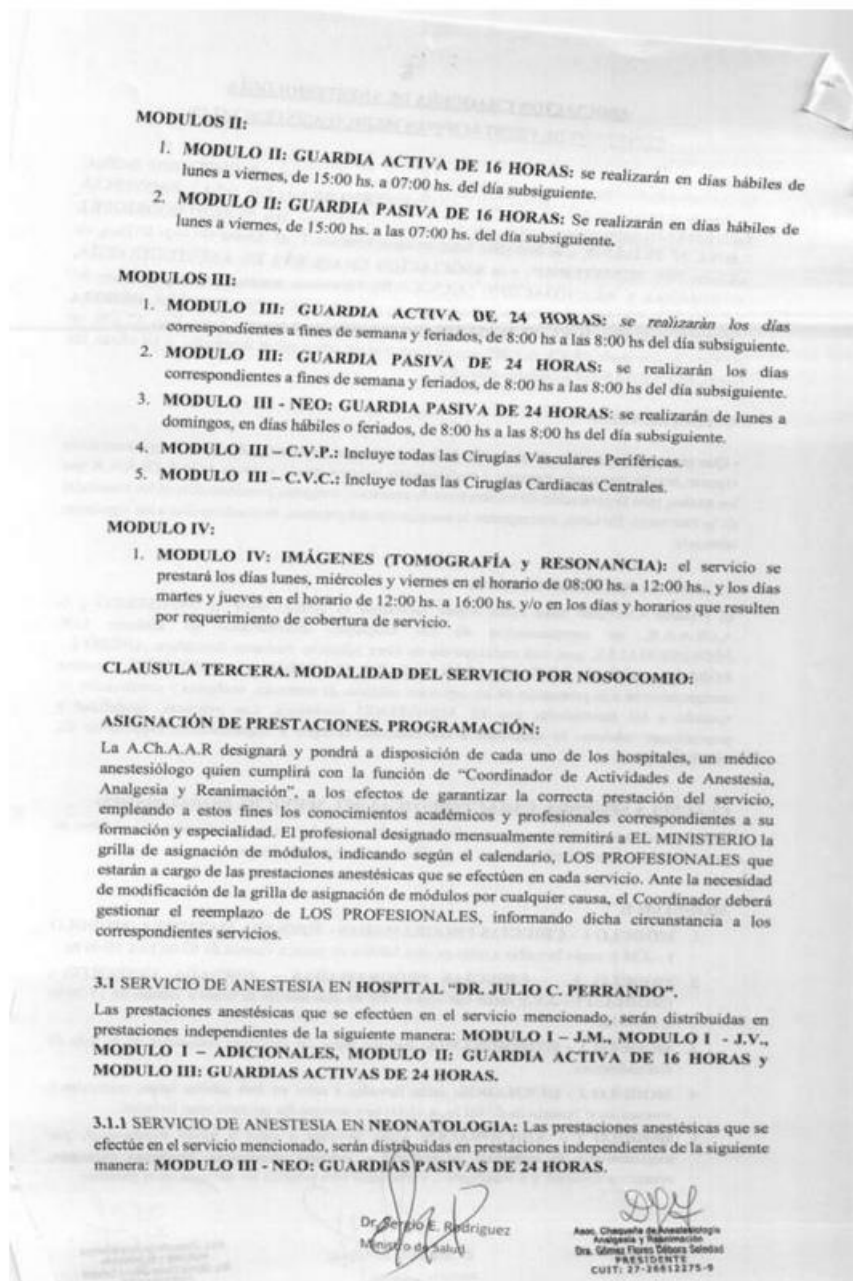 MODULOS II:
1. MODULO II: GUARDIA ACTIVA DE 16 HORAS: se realizarán en días hábiles de
lunes a viernes, de 15:00 hs. a 07:00 hs. del día subsiguiente.
2. MODULO II: GUARDIA PASIVA DE 16 HORAS: Se realizarán en días hábiles de
lunes a viernes, de 15:00 hs. a las 07:00 hs. del día subsiguiente.
MODULOS III:
1. MODULO III: GUARDIA ACTIVA DE 24 HORAS: se realizarán los días
correspondientes a fines de semana y feriados, de 8:00 hs a las 8:00 hs del día subsiguiente.
2. MODULO III: GUARDIA PASIVA DE 24 HORAS: se realizarán los días
correspondientes a fines de semana y feriados, de 8:00 hs a las 8:00 hs del día subsiguiente.
3. MODULO III - NEO: GUARDIA PASIVA DE 24 HORAS: se realizarán de lunes a
domingos, en días hábiles o feriados, de 8:00 hs a las 8:00 hs del día subsiguiente.
4. MODULO III – C.V.P.: Incluye todas las Cirugías Vasculares Periféricas.
5. MODULO III – C.V.C.: Incluye todas las Cirugías Cardiacas Centrales.
MODULO IV:
1. MODULO IV: IMÁGENES (TOMOGRAFÍA y RESONANCIA): el servicio se
prestará los días lunes, miércoles y viernes en el horario de 08:00 hs. a 12:00 hs., y los días
martes y jueves en el horario de 12:00 hs. a 16:00 hs. y/o en los días y horarios que resulten
por requerimiento de cobertura de servicio.
CLAUSULA TERCERA. MODALIDAD DEL SERVICIO POR NOSOCOMIO:
ASIGNACIÓN DE PRESTACIONES. PROGRAMACIÓN:
La A.Ch.A.A.R designará y pondrá a disposición de cada uno de los hospitales, un médico
anestesiólogo quien cumplirá con la función de “Coordinador de Actividades de Anestesia,
Analgesia y Reanimación”, a los efectos de garantizar la correcta prestación del servicio,
empleando a estos fines los conocimientos académicos y profesionales correspondientes a su
formación y especialidad. El profesional designado mensualmente remitirá a EL MINISTERIO la
grilla de asignación de módulos, indicando según el calendario, LOS PROFESIONALES que
estarán a cargo de las prestaciones anestésicas que se efectúen en cada servicio. Ante la necesidad
de modificación de la grilla de asignación de módulos por cualquier causa, el Coordinador deberá
gestionar el reemplazo de LOS PROFESIONALES, informando dicha circunstancia a los
correspondientes servicios.
3.1 SERVICIO DE ANESTESIA EN HOSPITAL “DR. JULIO C. PERRANDO”.
Las prestaciones anestésicas que se efectúen en el servicio mencionado, serán distribuidas en
prestaciones independientes de la siguiente manera: MODULO I – J.M., MODULO I - J.V.,
MODULO I – ADICIONALES, MODULO II: GUARDIA ACTIVA DE 16 HORAS y
MODULO III: GUARDIAS ACTIVAS DE 24 HORAS.
3.1.1 SERVICIO DE ANESTESIA EN NEONATOLOGIA: Las prestaciones anestésicas que se
efectúe en el servicio mencionado, serán distribuidas en prestaciones independientes de la siguiente
manera: MODULO III - NEO: GUARDIAS PASIVAS DE 24 HORAS.
Dr. Sergio E. Rodriguez
Ministro de Salud
Asoc. Chaqueña de Anestesiología
Analgesia y Reanimación
Dra. Gómez Flores Débora Soledad
PRESIDENTE
CUIT: 27-26612275-9